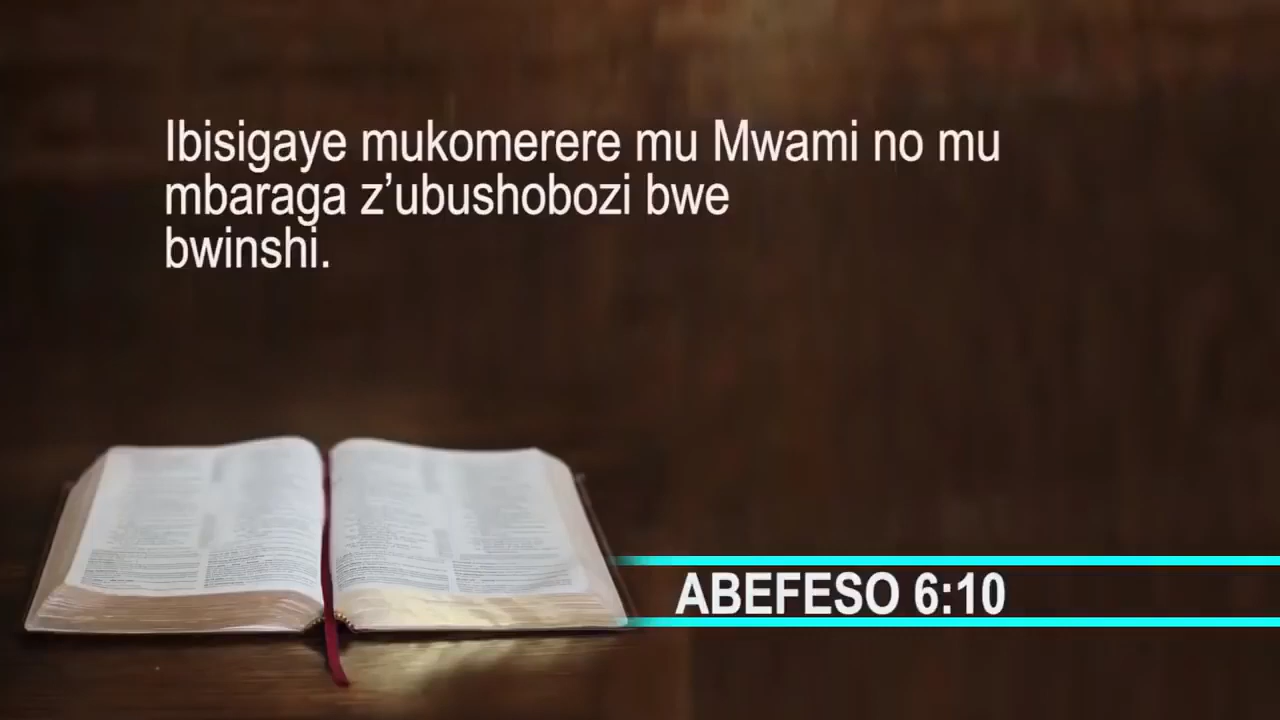 Ibisigaye mukomerere mu Mwami no mu
mbaraga z’ubushobozi bwe
bwinshi.
ABEFESO 6:10